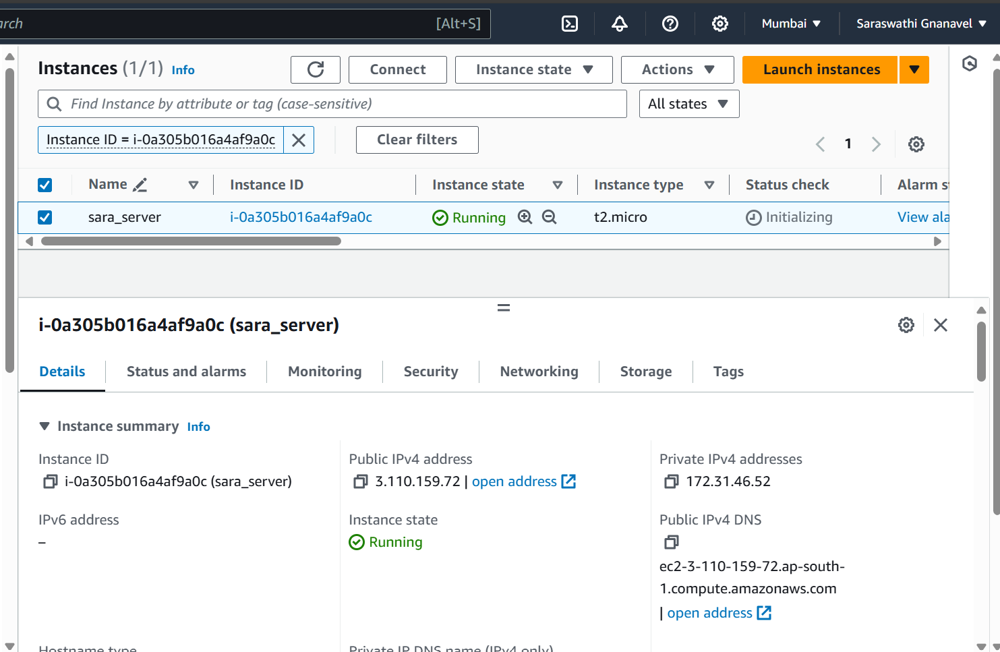 arch [Alt+S] Mumbai Saraswathi Gnanavel
Instances (1/1) Info Connect Instance state Actions Launch instances
Find Instance by attribute or tag (case-sensitive) All states
Instance ID = i-0a305b016a4af9a0c Clear filters 1
Name Instance ID Instance state Instance type Status check Alarm s
sara_server i-0a305b016a4af9a0c Running t2.micro Initializing View ala
i-0a305b016a4af9a0c (sara_server)
Details Status and alarms Monitoring Security Networking Storage Tags
Instance summary Info
Instance ID
i-0a305b016a4af9a0c (sara_server)
Public IPv4 address
3.110.159.72 | open address
Private IPv4 addresses
172.31.46.52
IPv6 address
–
Instance state
Running
Public IPv4 DNS
ec2-3-110-159-72.ap-south-
1.compute.amazonaws.com
| open address
Hostname type
Private IP DNS name (IPv4 only)